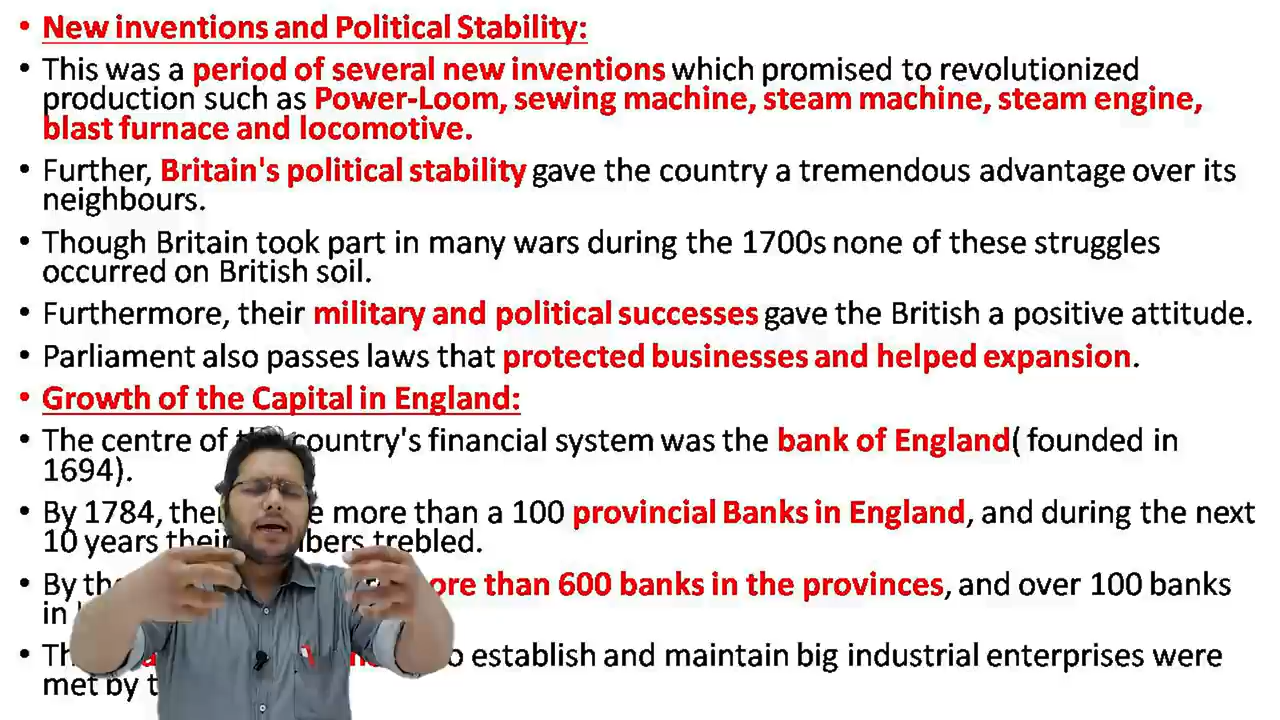 • New inventions and Political Stability:
• This was a period of several new inventions which promised to revolutionized
production such as Power-Loom, sewing machine, steam machine, steam engine,
blast furnace and locomotive.
• Further, Britain's political stability gave the country a tremendous advantage over its
neighbours.
• Though Britain took part in many wars during the 1700s none of these struggles
occurred on British soil.
• Furthermore, their military and political successes gave the British a positive attitude.
• Parliament also passes laws that protected businesses and helped expansion.
• Growth of the Capital in England:
• The centre of the country's financial system was the bank of England( founded in
1694).
• By 1784, more than a 100 provincial Banks in England, and during the next
10 years their trebled.
• By more than 600 banks in the provinces, and over 100 banks
in
• establish and maintain big industrial enterprises were
met by